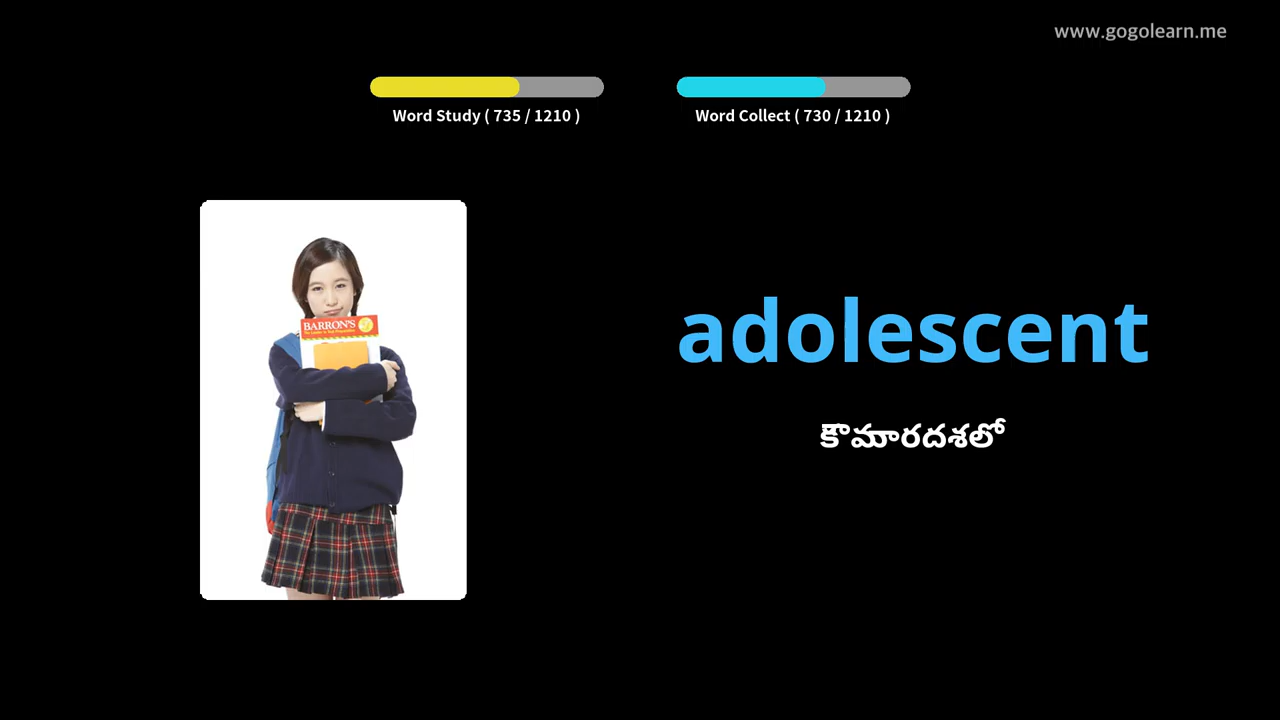 www.gogolearn.me
Word Study ( 735 / 1210 )
Word Collect ( 730 / 1210 )
BARRON'S
adolescent
కౌమారదశలో